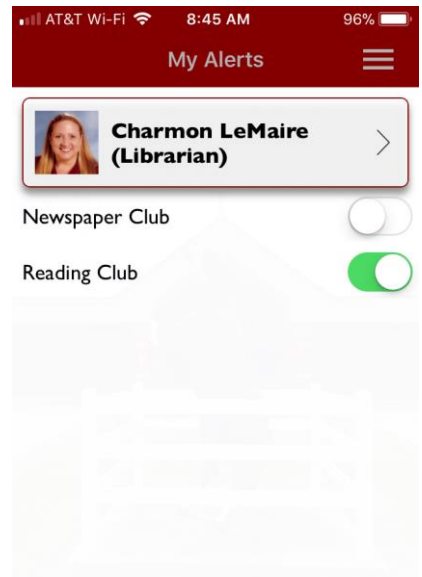 AT&T Wi-Fi 8:45 AM 96%
My Alerts
Charmon LeMaire
(Librarian)
Newspaper Club
Reading Club